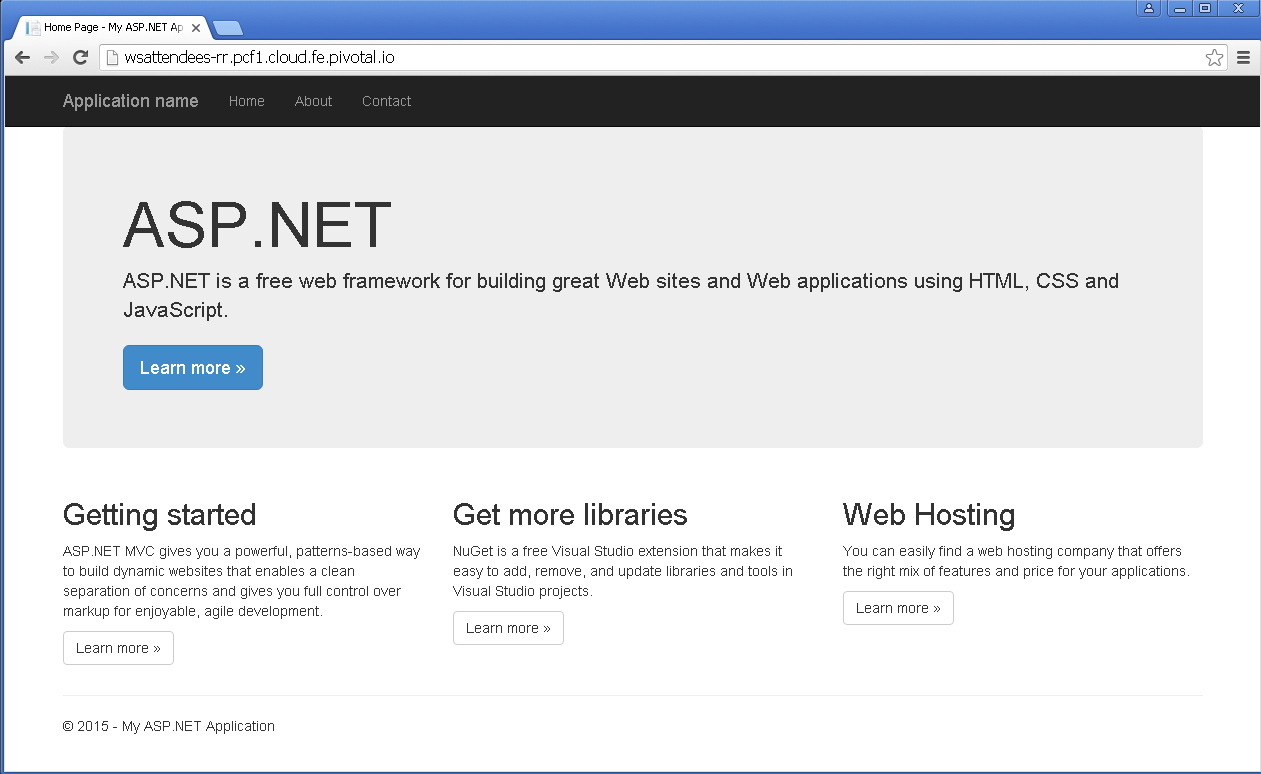 Home Page - My ASP.NET Ap
wsattendees-rr.pcf1.cloud.fe.pivotal.io
Application name Home About Contact
ASP.NET
ASP.NET is a free web framework for building great Web sites and Web applications using HTML, CSS and
JavaScript.
Learn more »
Getting started
ASP.NET MVC gives you a powerful, patterns-based way
to build dynamic websites that enables a clean
separation of concerns and gives you full control over
markup for enjoyable, agile development.
Learn more »
Get more libraries
NuGet is a free Visual Studio extension that makes it
easy to add, remove, and update libraries and tools in
Visual Studio projects.
Learn more »
Web Hosting
You can easily find a web hosting company that offers
the right mix of features and price for your applications.
Learn more »
© 2015 - My ASP.NET Application